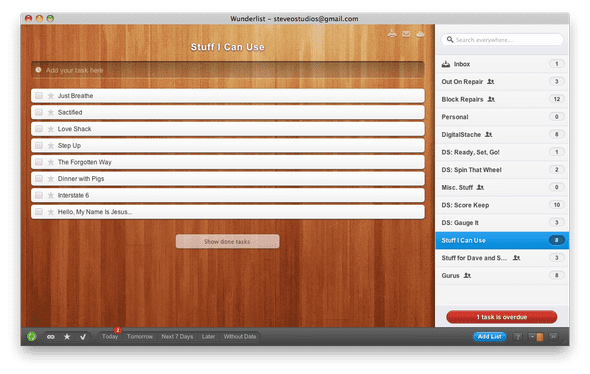 Wunderlist – steveostudios@gmail.com
Stuff I Can Use
Add your task here
Just Breathe
Sactified
Love Shack
Step Up
The Forgotten Way
Dinner with Pigs
Interstate 6
Hello, My Name Is Jesus...
Show done tasks
Search everywhere...
Inbox 1
Out On Repair 3
Block Repairs 12
Personal 0
DigitalStache 8
DS: Ready, Set, Go! 1
DS: Spin That Wheel 2
Misc. Stuff 0
DS: Score Keep 10
DS: Gauge It 3
Stuff I Can Use 8
Stuff for Dave and S... 3
Gurus 8
1 task is overdue
2
Today Tomorrow Next 7 Days Later Without Date
Add List